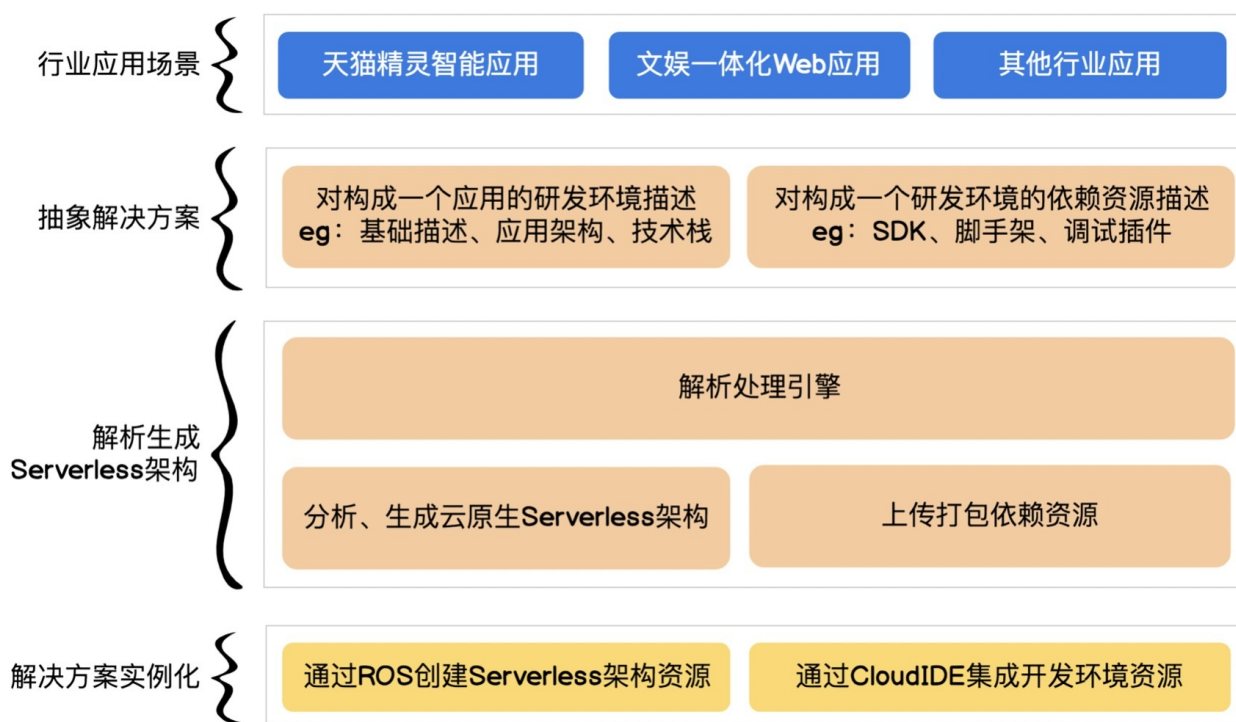 行业应用场景
天猫精灵智能应用
文娱一体化Web应用
其他行业应用
抽象解决方案
对构成一个应用的研发环境描述
eg：基础描述、应用架构、技术栈
对构成一个研发环境的依赖资源描述
eg：SDK、脚手架、调试插件
解析生成
Serverless架构
解析处理引擎
分析、生成云原生Serverless架构
上传打包依赖资源
解决方案实例化
通过ROS创建Serverless架构资源
通过CloudIDE集成开发环境资源